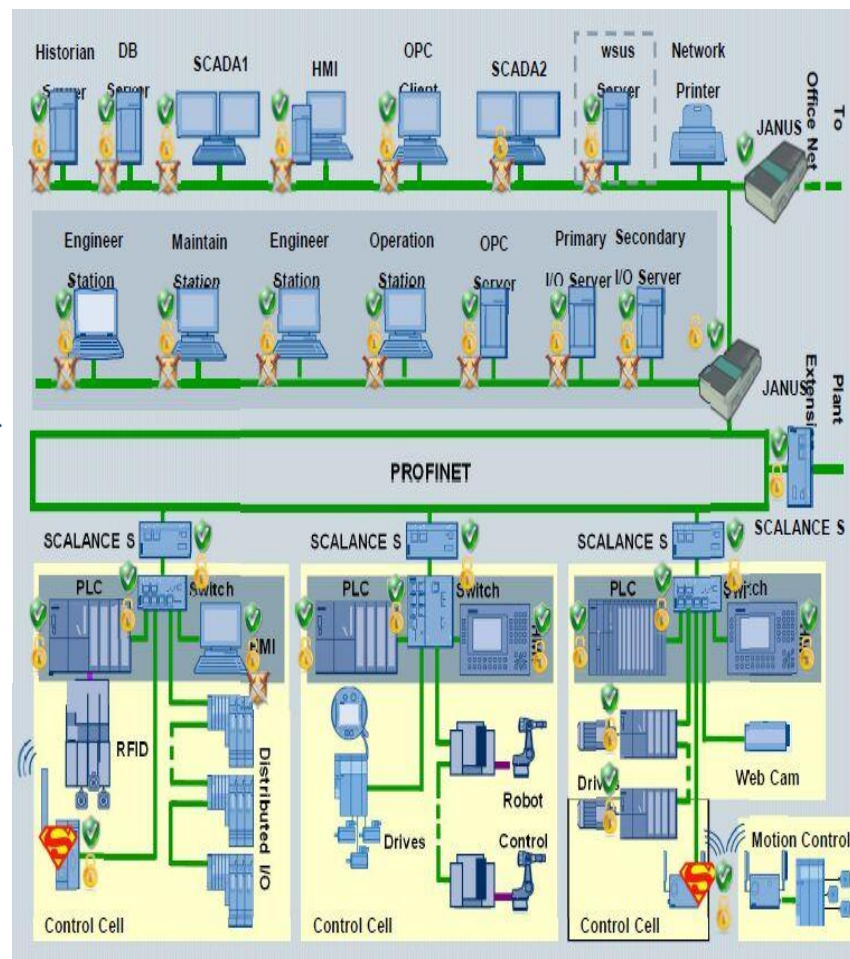 Historian Server
DB Server
SCADA1
HMI
OPC Client
SCADA2
wsus Server
Network Printer
JANUS
To Office Net
Engineer Station
Maintain Station
Engineer Station
Operation Station
OPC Server
Primary I/O Server
Secondary I/O Server
JANUS
Plant
PROFINET
SCALANCE S
SCALANCE S
SCALANCE S
SCALANCE S
PLC
Switch
HMI
PLC
Switch
PLC
Switch
RFID
Distributed I/O
Drives
Robot
Control
Drives
Web Cam
Motion Control
Control Cell
Control Cell
Control Cell